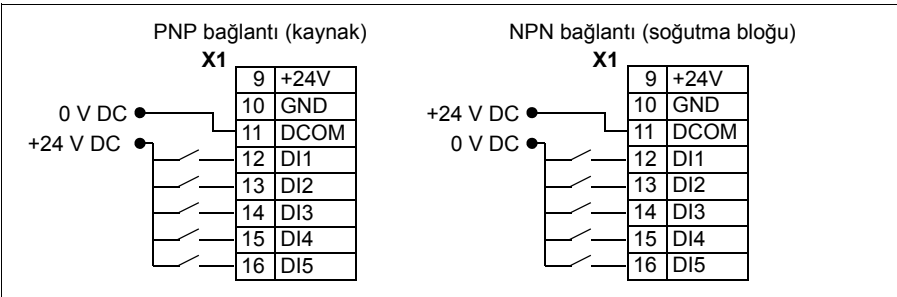 PNP bağlantı (kaynak)
X1
9 +24V
10 GND
0 V DC
11 DCOM
+24 V DC
12 DI1
13 DI2
14 DI3
15 DI4
16 DI5
NPN bağlantı (soğutma bloğu)
X1
9 +24V
10 GND
+24 V DC
11 DCOM
0 V DC
12 DI1
13 DI2
14 DI3
15 DI4
16 DI5